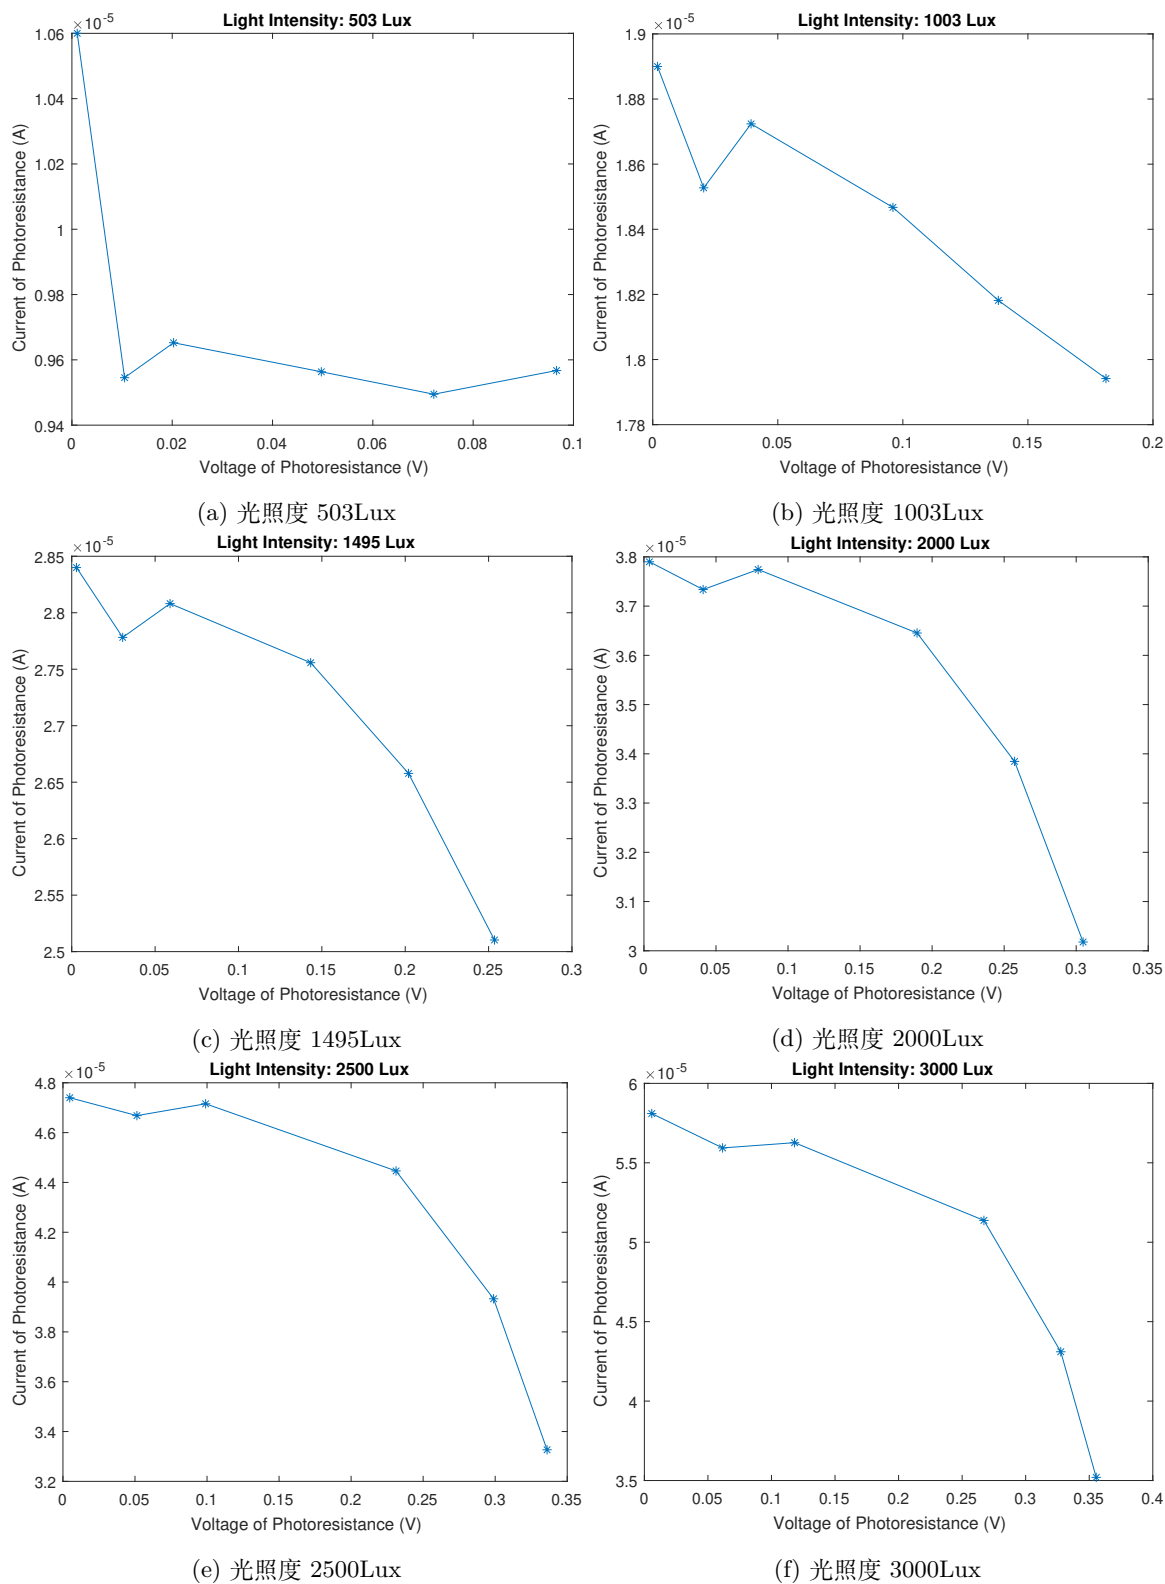 Light Intensity: 503 Lux
×10⁻⁵
1.06
1.04
1.02
1
0.98
0.96
0.94
Current of Photoresistance (A)
0 0.02 0.04 0.06 0.08 0.1
Voltage of Photoresistance (V)
(a) 光照度 503Lux
Light Intensity: 1003 Lux
×10⁻⁵
1.9
1.88
1.86
1.84
1.82
1.8
1.78
Current of Photoresistance (A)
0 0.05 0.1 0.15 0.2
Voltage of Photoresistance (V)
(b) 光照度 1003Lux
Light Intensity: 1495 Lux
×10⁻⁵
2.85
2.8
2.75
2.7
2.65
2.6
2.55
2.5
Current of Photoresistance (A)
0 0.05 0.1 0.15 0.2 0.25 0.3
Voltage of Photoresistance (V)
(c) 光照度 1495Lux
Light Intensity: 2000 Lux
×10⁻⁵
3.8
3.7
3.6
3.5
3.4
3.3
3.2
3.1
3
Current of Photoresistance (A)
0 0.05 0.1 0.15 0.2 0.25 0.3 0.35
Voltage of Photoresistance (V)
(d) 光照度 2000Lux
Light Intensity: 2500 Lux
×10⁻⁵
4.8
4.6
4.4
4.2
4
3.8
3.6
3.4
3.2
Current of Photoresistance (A)
0 0.05 0.1 0.15 0.2 0.25 0.3 0.35
Voltage of Photoresistance (V)
(e) 光照度 2500Lux
Light Intensity: 3000 Lux
×10⁻⁵
6
5.5
5
4.5
4
3.5
Current of Photoresistance (A)
0 0.05 0.1 0.15 0.2 0.25 0.3 0.35 0.4
Voltage of Photoresistance (V)
(f) 光照度 3000Lux